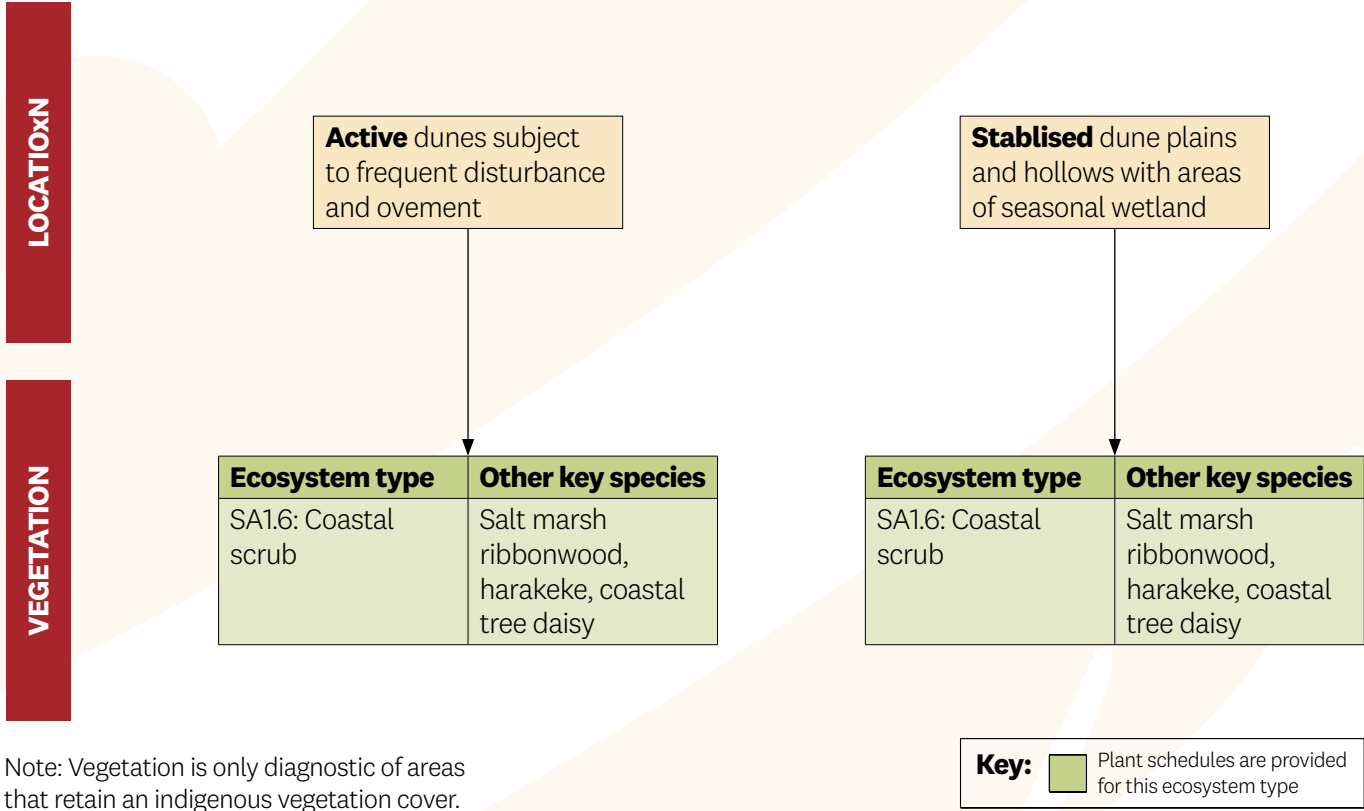 LOCATIOxN
Active dunes subject
to frequent disturbance
and ovement
Stablised dune plains
and hollows with areas
of seasonal wetland
VEGETATION
Ecosystem type
Other key species
SA1.6: Coastal
scrub
Salt marsh
ribbonwood,
harakeke, coastal
tree daisy
Ecosystem type
Other key species
SA1.6: Coastal
scrub
Salt marsh
ribbonwood,
harakeke, coastal
tree daisy
Note: Vegetation is only diagnostic of areas
that retain an indigenous vegetation cover.
Key:
Plant schedules are provided
for this ecosystem type